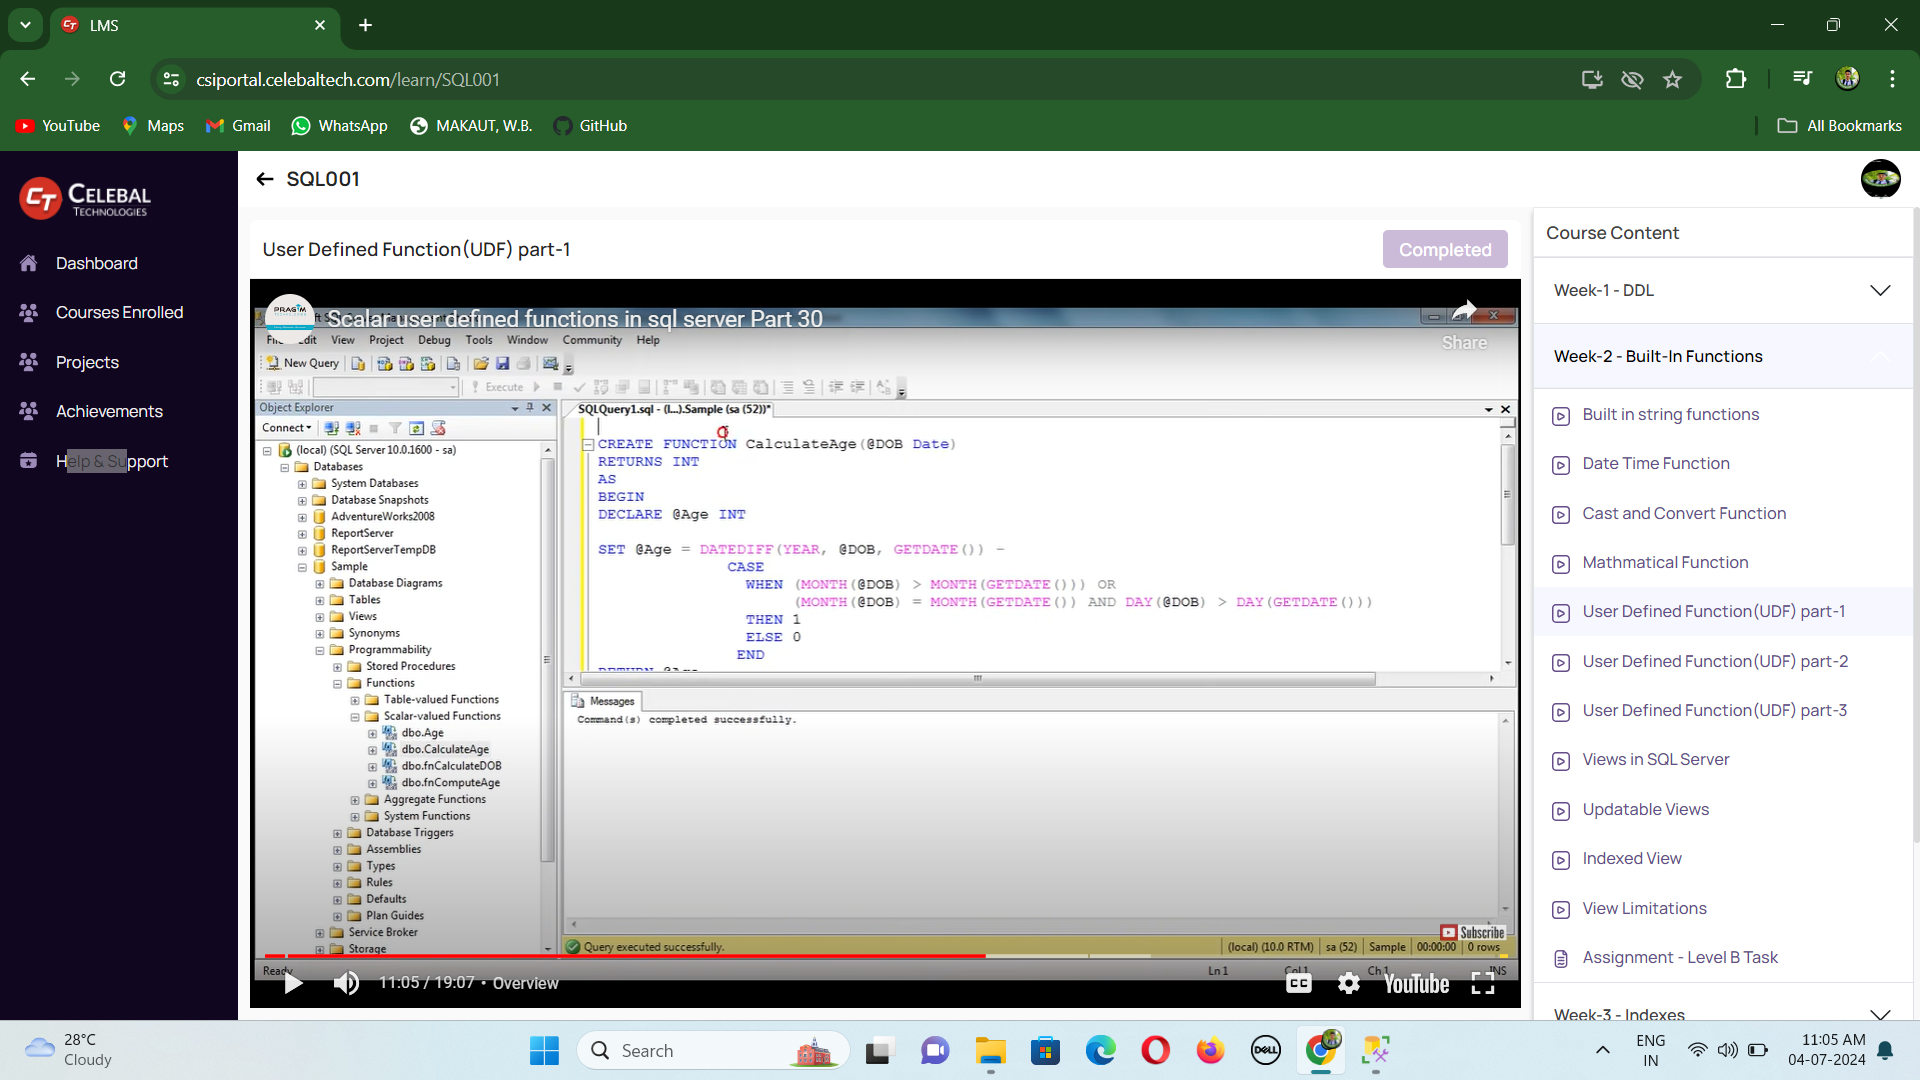 LMS
csiportal.celebaltech.com/learn/SQL001
YouTube Maps Gmail WhatsApp MAKAUT, W.B. GitHub All Bookmarks
CT CELEBAL TECHNOLOGIES
Dashboard
Courses Enrolled
Projects
Achievements
Help & Support
SQL001
User Defined Function(UDF) part-1
Completed
PRAGIM
Scalar user defined functions in sql server Part 30
Share
View Project Debug Tools Window Community Help
New Query
Execute
Object Explorer
Connect
(local) (SQL Server 10.0.1600 - sa)
Databases
System Databases
Database Snapshots
AdventureWorks2008
ReportServer
ReportServerTempDB
Sample
Database Diagrams
Tables
Views
Synonyms
Programmability
Stored Procedures
Functions
Table-valued Functions
Scalar-valued Functions
dbo.Age
dbo.CalculateAge
dbo.fnCalculateDOB
dbo.fnComputeAge
Aggregate Functions
System Functions
Database Triggers
Assemblies
Types
Rules
Defaults
Plan Guides
Service Broker
Storage
SQLQuery1.sql - (l...).Sample (sa (52))*
CREATE FUNCTION CalculateAge(@DOB Date)
RETURNS INT
AS
BEGIN
DECLARE @Age INT
SET @Age = DATEDIFF(YEAR, @DOB, GETDATE()) -
CASE
WHEN (MONTH(@DOB) > MONTH(GETDATE())) OR
(MONTH(@DOB) = MONTH(GETDATE()) AND DAY(@DOB) > DAY(GETDATE()))
THEN 1
ELSE 0
END
RETURN @Age
Messages
Command(s) completed successfully.
Subscribe
Query executed successfully. (local) (10.0 RTM) sa (52) Sample 00:00:00 0 rows
Ready Ln 1 Col 1 Ch 1 INS
11:05 / 19:07 • Overview
CC YouTube
Course Content
Week-1 - DDL
Week-2 - Built-In Functions
Built in string functions
Date Time Function
Cast and Convert Function
Mathmatical Function
User Defined Function(UDF) part-1
User Defined Function(UDF) part-2
User Defined Function(UDF) part-3
Views in SQL Server
Updatable Views
Indexed View
View Limitations
Assignment - Level B Task
Week-3 - Indexes
28°C
Cloudy
Search
DELL
ENG
IN
11:05 AM
04-07-2024